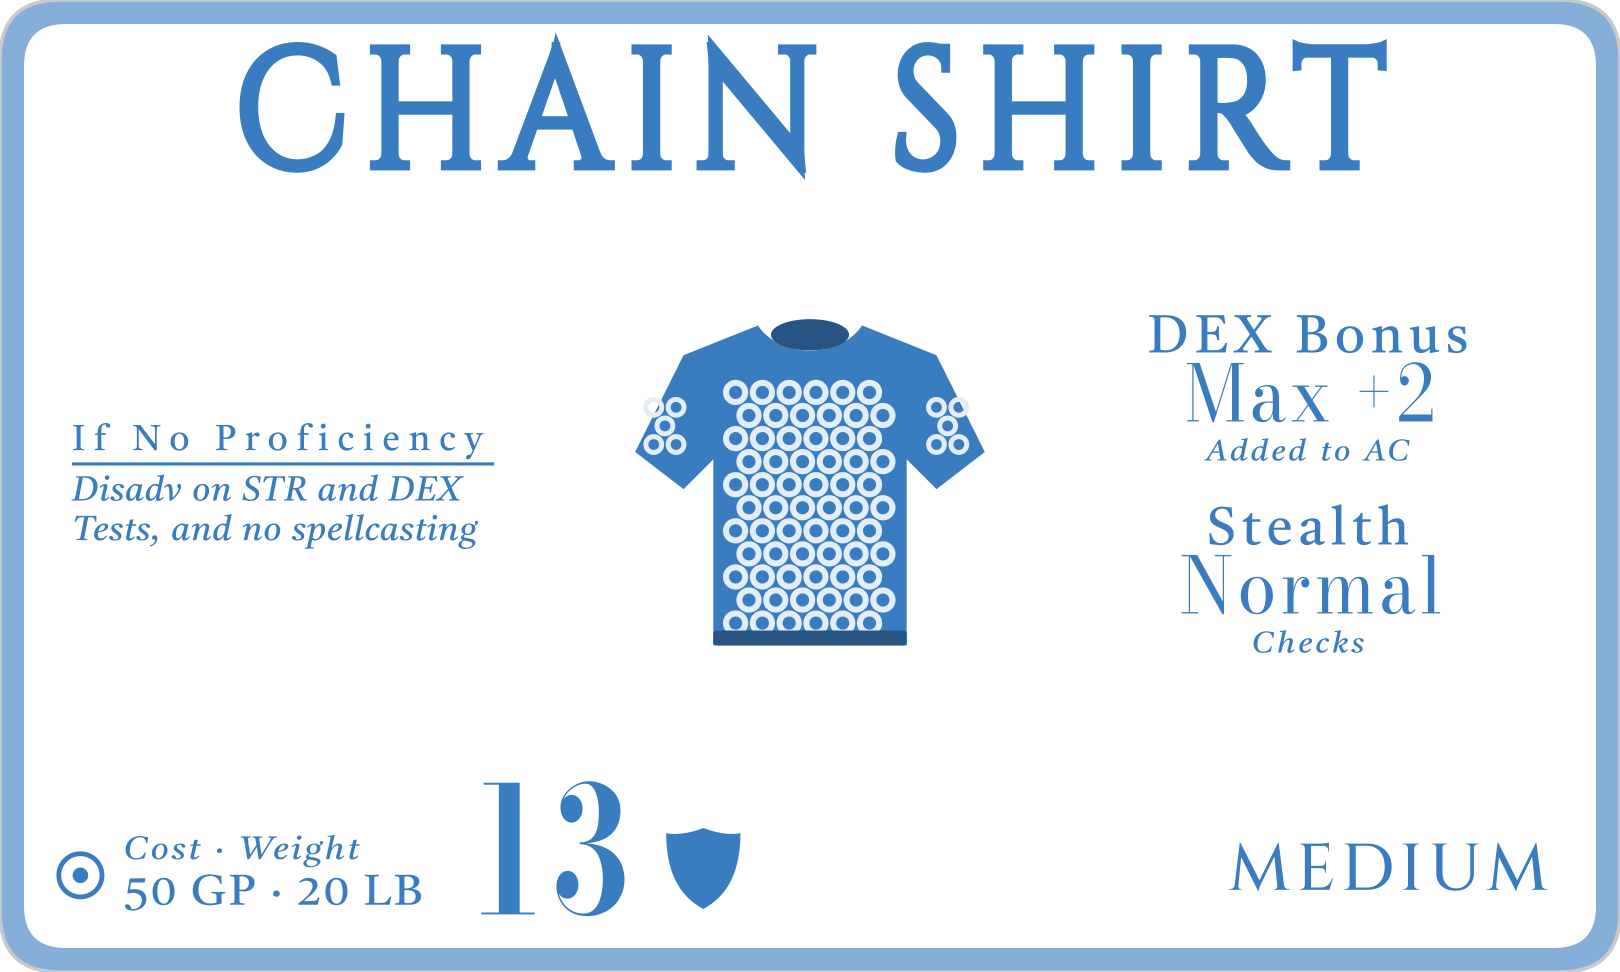 CHAIN SHIRT
If No Proficiency
Disadv on STR and DEX
Tests, and no spellcasting
DEX Bonus
Max +2
Added to AC
Stealth
Normal
Checks
Cost · Weight
50 GP · 20 LB
13
MEDIUM